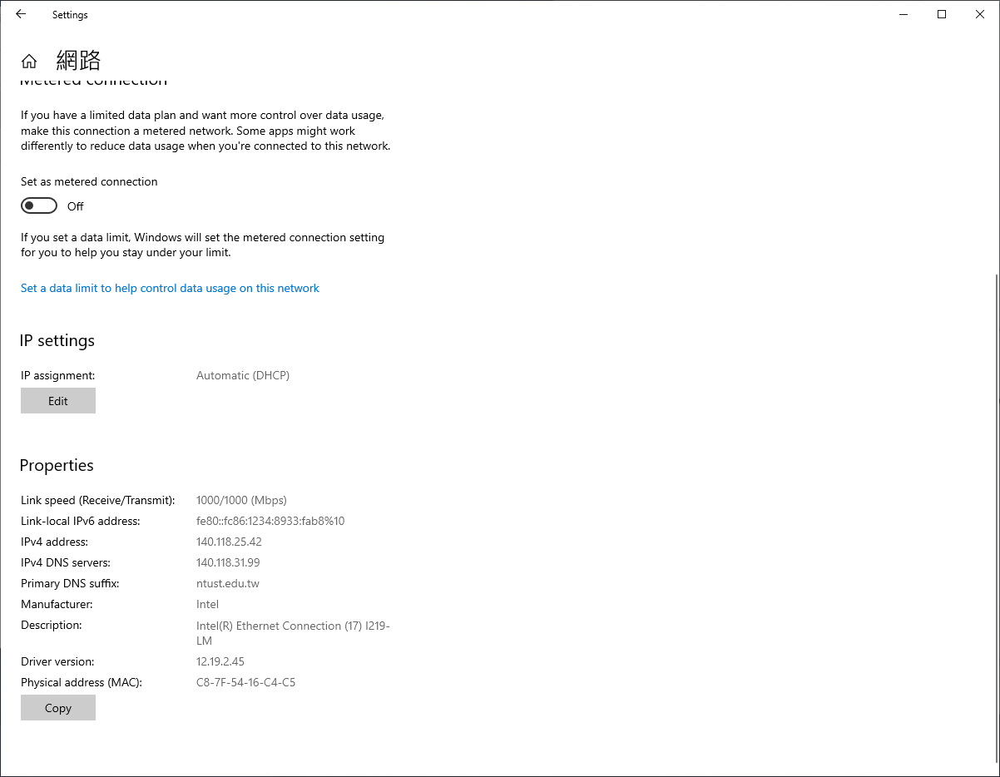 Settings
網路
Metered connection
If you have a limited data plan and want more control over data usage,
make this connection a metered network. Some apps might work
differently to reduce data usage when you're connected to this network.
Set as metered connection
Off
If you set a data limit, Windows will set the metered connection setting
for you to help you stay under your limit.
Set a data limit to help control data usage on this network
IP settings
IP assignment: Automatic (DHCP)
Edit
Properties
Link speed (Receive/Transmit): 1000/1000 (Mbps)
Link-local IPv6 address: fe80::fc86:1234:8933:fab8%10
IPv4 address: 140.118.25.42
IPv4 DNS servers: 140.118.31.99
Primary DNS suffix: ntust.edu.tw
Manufacturer: Intel
Description: Intel(R) Ethernet Connection (17) I219-
LM
Driver version: 12.19.2.45
Physical address (MAC): C8-7F-54-16-C4-C5
Copy